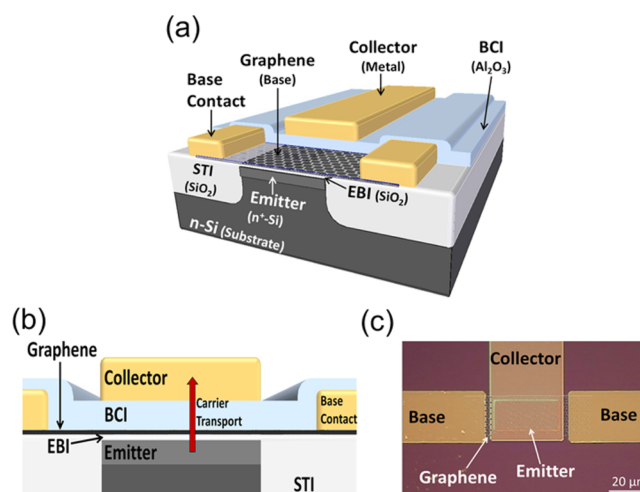 (a)
Graphene
(Base)
Collector
(Metal)
BCI
(Al₂O₃)
Base
Contact
STI
(SiO₂)
Emitter
(n⁺-Si)
EBI (SiO₂)
n-Si (Substrate)
(b)
Graphene
Collector
BCI
Carrier
Transport
Base
Contact
EBI
Emitter
STI
(c)
Collector
Base
Base
Graphene
Emitter
20 μm